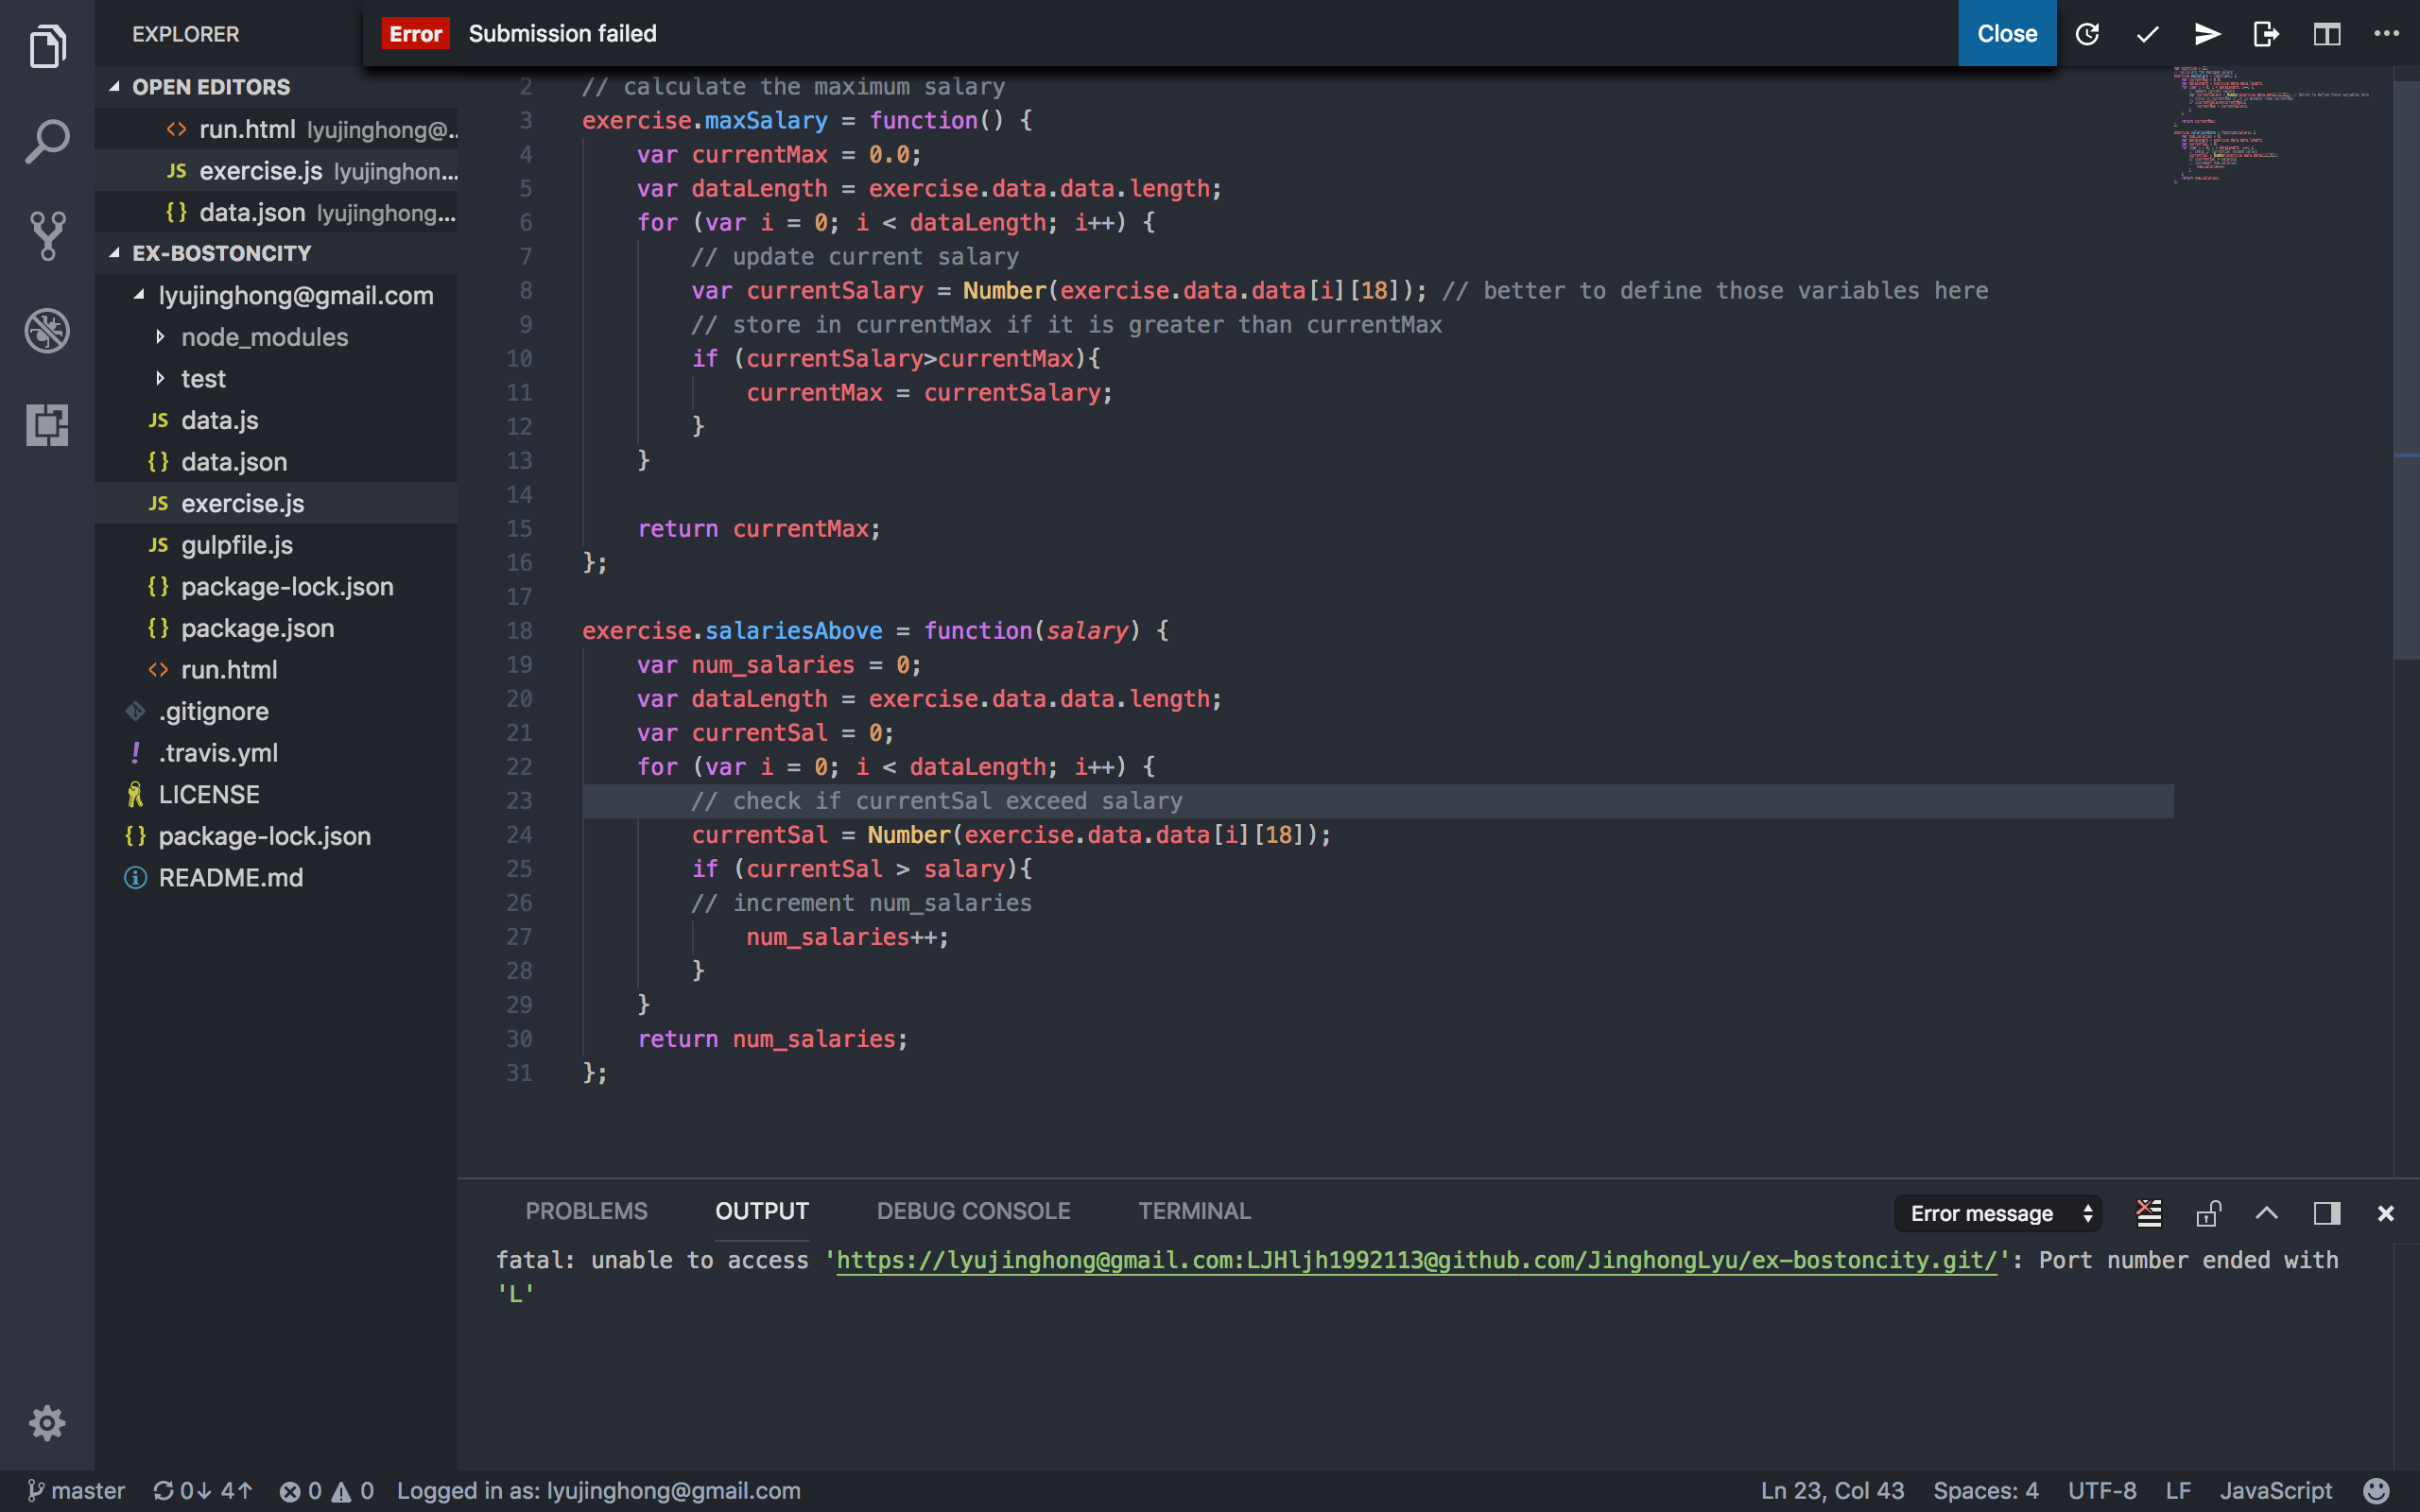 EXPLORER
Error Submission failed
Close
OPEN EDITORS
run.html lyujinghong@...
exercise.js lyujinghon...
data.json lyujinghong...
EX-BOSTONCITY
lyujinghong@gmail.com
node_modules
test
JS data.js
{} data.json
JS exercise.js
JS gulpfile.js
{} package-lock.json
{} package.json
<> run.html
.gitignore
! .travis.yml
LICENSE
{} package-lock.json
README.md
2 // calculate the maximum salary
3 exercise.maxSalary = function() {
4 var currentMax = 0.0;
5 var dataLength = exercise.data.data.length;
6 for (var i = 0; i < dataLength; i++) {
7 // update current salary
8 var currentSalary = Number(exercise.data.data[i][18]); // better to define those variables here
9 // store in currentMax if it is greater than currentMax
10 if (currentSalary>currentMax){
11 currentMax = currentSalary;
12 }
13 }
14
15 return currentMax;
16 };
17
18 exercise.salariesAbove = function(salary) {
19 var num_salaries = 0;
20 var dataLength = exercise.data.data.length;
21 var currentSal = 0;
22 for (var i = 0; i < dataLength; i++) {
23 // check if currentSal exceed salary
24 currentSal = Number(exercise.data.data[i][18]);
25 if (currentSal > salary){
26 // increment num_salaries
27 num_salaries++;
28 }
29 }
30 return num_salaries;
31 };
PROBLEMS OUTPUT DEBUG CONSOLE TERMINAL Error message
fatal: unable to access 'https://lyujinghong@gmail.com:LJHljh1992113@github.com/JinghongLyu/ex-bostoncity.git/': Port number ended with
'L'
master 0↓ 4↑ 0 0 Logged in as: lyujinghong@gmail.com Ln 23, Col 43 Spaces: 4 UTF-8 LF JavaScript